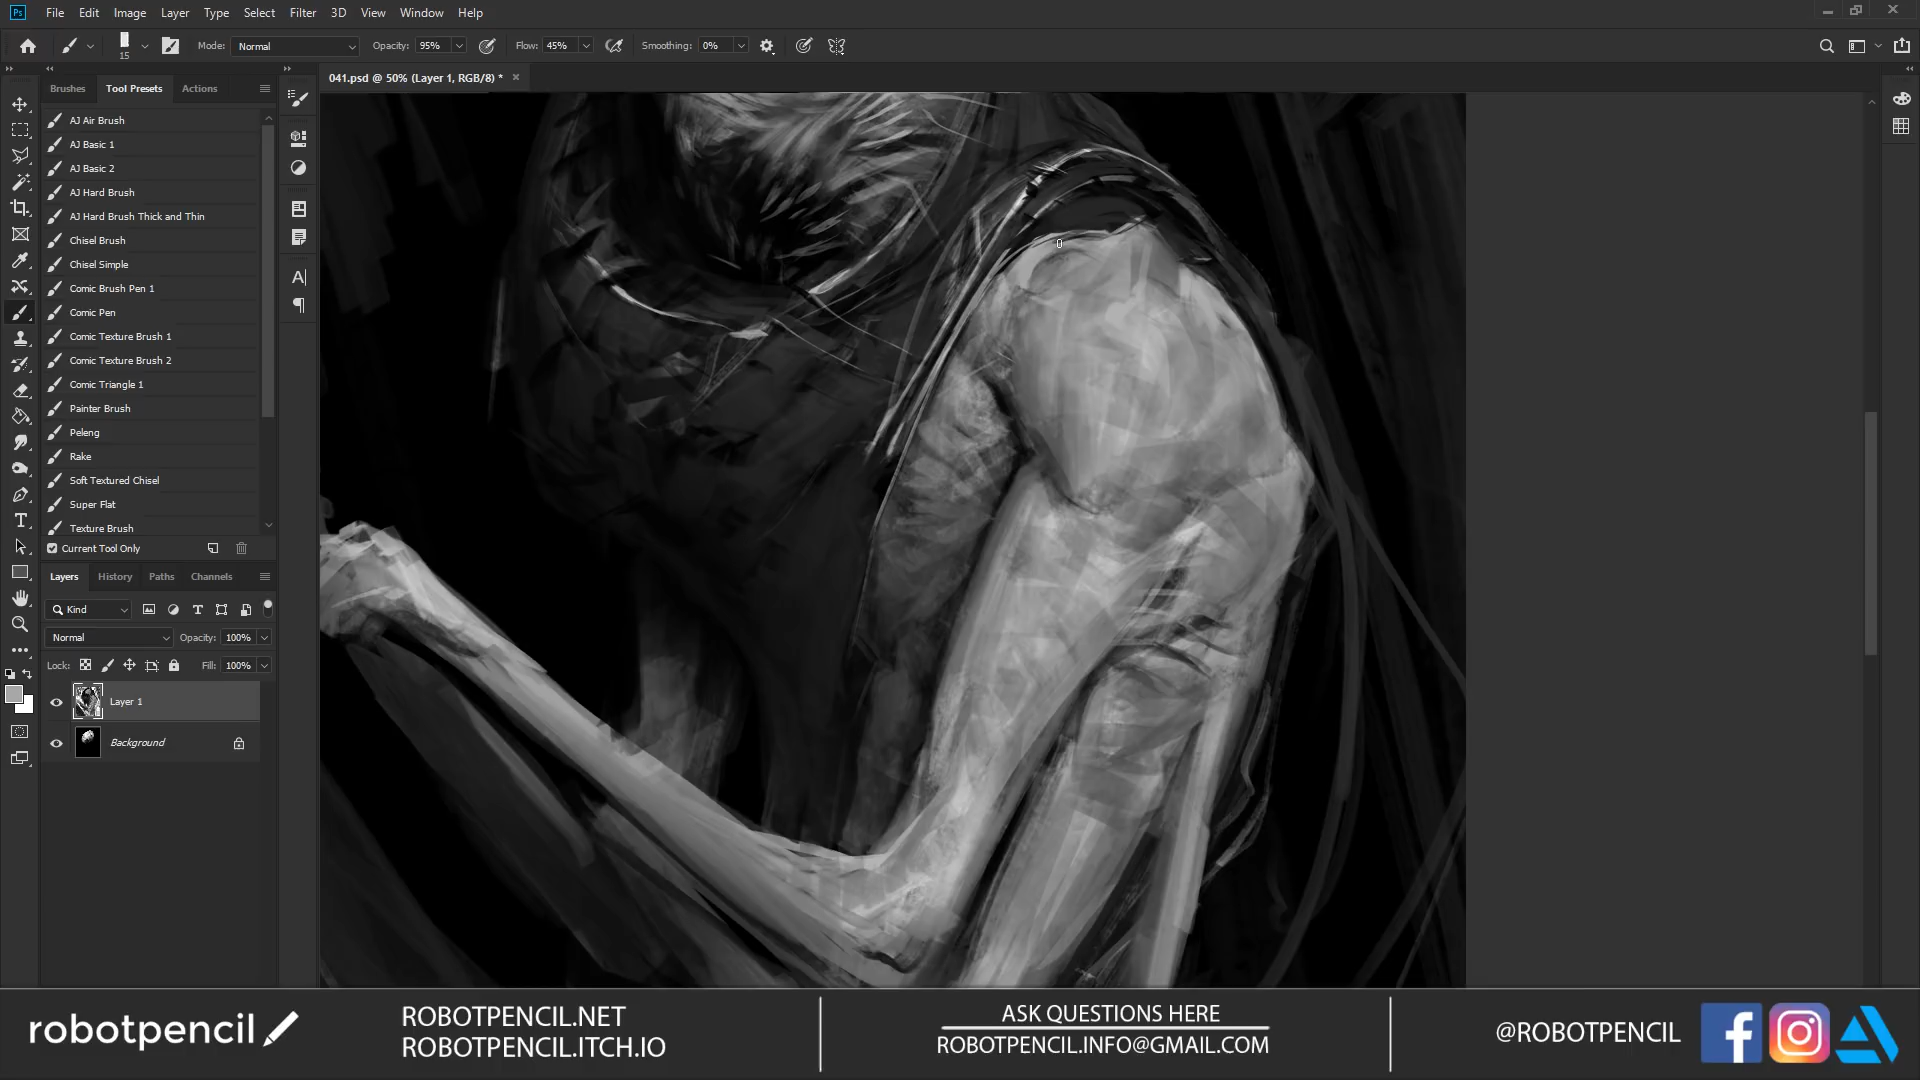 Ps File Edit Image Layer Type Select Filter 3D View Window Help
15 Mode: Normal Opacity: 95% Flow: 45% Smoothing: 0%
041.psd @ 50% (Layer 1, RGB/8) *
Brushes Tool Presets Actions
AJ Air Brush
AJ Basic 1
AJ Basic 2
AJ Hard Brush
AJ Hard Brush Thick and Thin
Chisel Brush
Chisel Simple
Comic Brush Pen 1
Comic Pen
Comic Texture Brush 1
Comic Texture Brush 2
Comic Triangle 1
Painter Brush
Peleng
Rake
Soft Textured Chisel
Super Flat
Texture Brush
Current Tool Only
Layers History Paths Channels
Kind
Normal Opacity: 100%
Lock: Fill: 100%
Layer 1
Background
robotpencil
ROBOTPENCIL.NET
ROBOTPENCIL.ITCH.IO
ASK QUESTIONS HERE
ROBOTPENCIL.INFO@GMAIL.COM
@ROBOTPENCIL